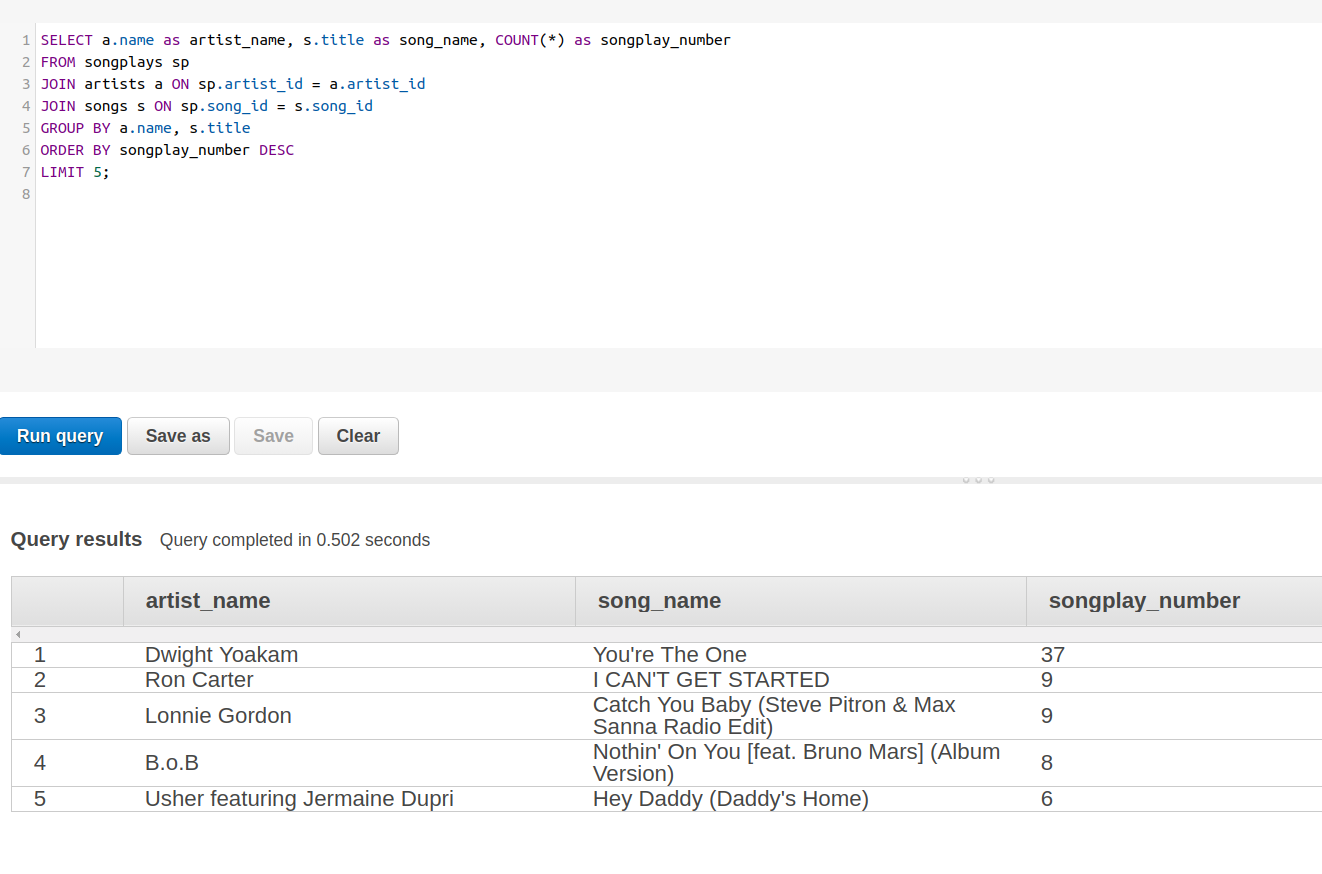 1 SELECT a.name as artist_name, s.title as song_name, COUNT(*) as songplay_number
2 FROM songplays sp
3 JOIN artists a ON sp.artist_id = a.artist_id
4 JOIN songs s ON sp.song_id = s.song_id
5 GROUP BY a.name, s.title
6 ORDER BY songplay_number DESC
7 LIMIT 5;
8
Run query Save as Save Clear
Query results Query completed in 0.502 seconds
artist_name song_name songplay_number
1 Dwight Yoakam You're The One 37
2 Ron Carter I CAN'T GET STARTED 9
3 Lonnie Gordon Catch You Baby (Steve Pitron & Max
Sanna Radio Edit) 9
4 B.o.B Nothin' On You [feat. Bruno Mars] (Album
Version) 8
5 Usher featuring Jermaine Dupri Hey Daddy (Daddy's Home) 6